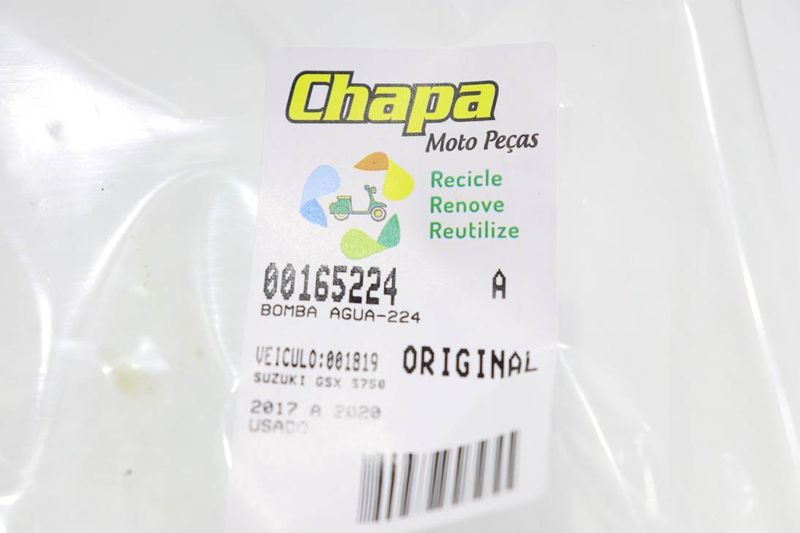 Chapa
Moto Peças
Recicle
Renove
Reutilize
00165224 A
BOMBA AGUA-224
VEICULO:001819 ORIGINAL
SUZUKI GSX S750
2017 A 2020
USADO